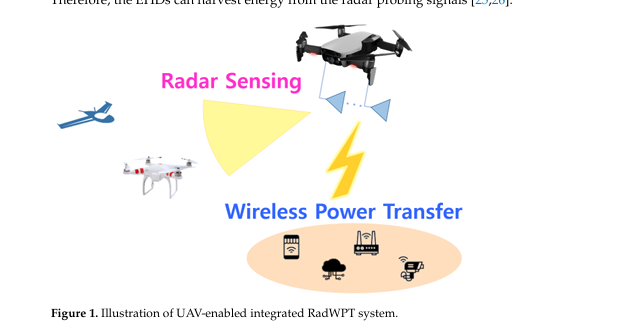 Therefore, the EHDs can harvest energy from the radar probing signals [25,26].
Radar Sensing
Wireless Power Transfer
Figure 1. Illustration of UAV-enabled integrated RadWPT system.